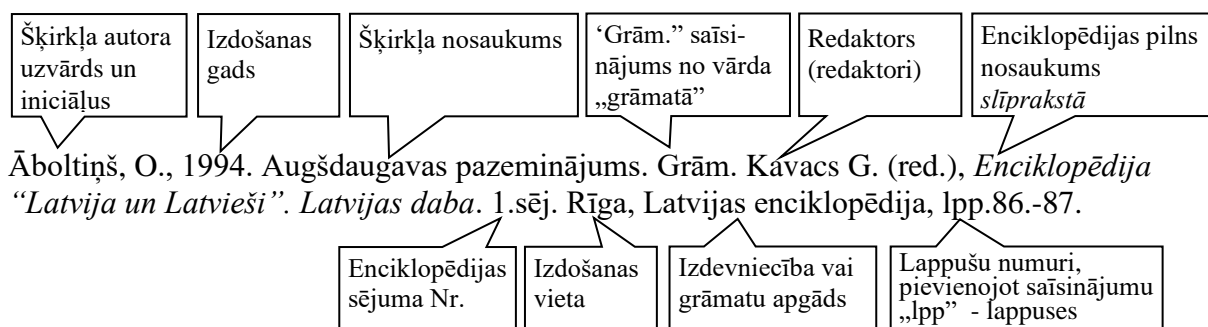 Šķirkļa autora
uzvārds un
iniciāļus
Izdošanas
gads
Šķirkļa nosaukums
‘Grām.” saīsi-
nājums no vārda
„grāmatā”
Redaktors
(redaktori)
Enciklopēdijas pilns
nosaukums
slīprakstā
Āboltiņš, O., 1994. Augšdaugavas pazeminājums. Grām. Kavacs G. (red.), Enciklopēdija
“Latvija un Latvieši”. Latvijas daba. 1.sēj. Rīga, Latvijas enciklopēdija, lpp.86.-87.
Enciklopēdijas
sējuma Nr.
Izdošanas
vieta
Izdevniecība vai
grāmatu apgāds
Lappušu numuri,
pievienojot saīsinājumu
„lpp” - lappuses